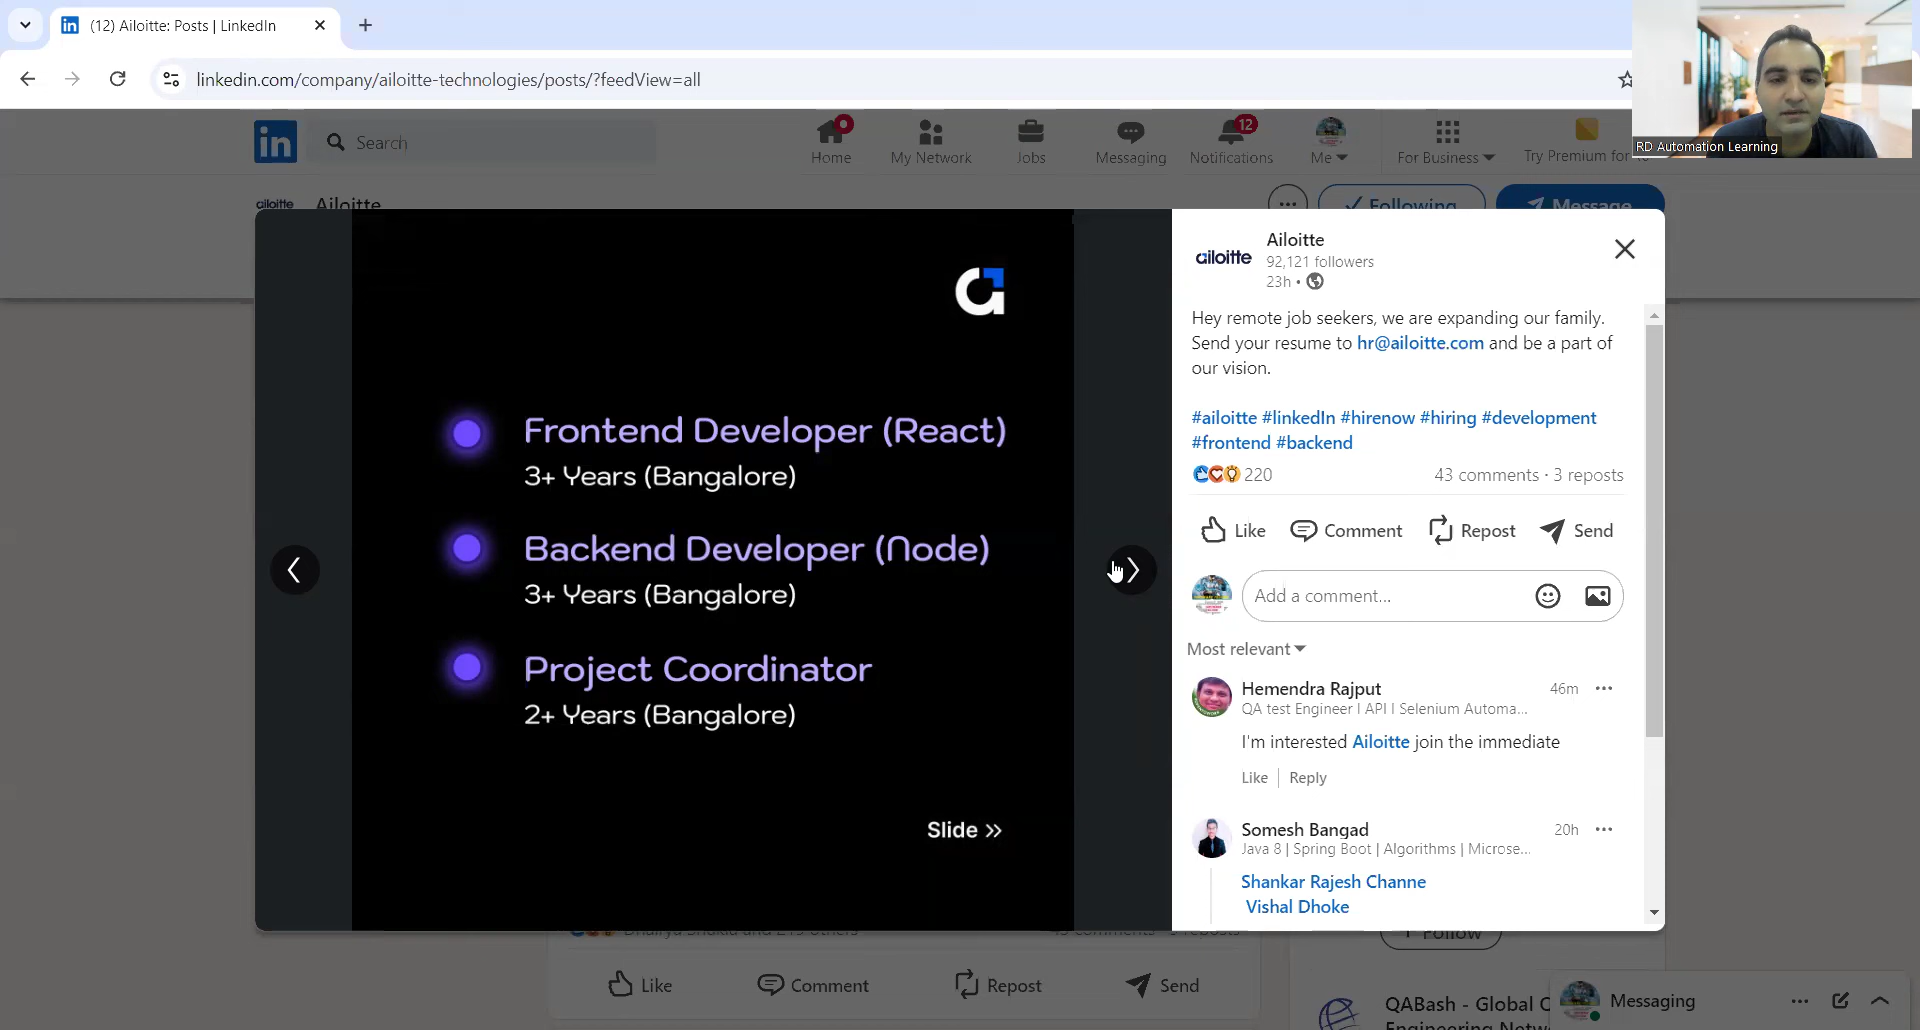 (12) Ailoitte: Posts | LinkedIn
linkedin.com/company/ailoitte-technologies/posts/?feedView=all
RD Automation Learning
in
Search
Home
My Network
Jobs
Messaging
12
Notifications
Me
For Business
Try Premium for
ailoitte
Ailoitte
Following
Message
Frontend Developer (React)
3+ Years (Bangalore)
Backend Developer (Node)
3+ Years (Bangalore)
Project Coordinator
2+ Years (Bangalore)
Slide »
ailoitte
Ailoitte
92,121 followers
23h •
Hey remote job seekers, we are expanding our family.
Send your resume to hr@ailoitte.com and be a part of
our vision.
#ailoitte #linkedIn #hirenow #hiring #development
#frontend #backend
220
43 comments · 3 reposts
Like
Comment
Repost
Send
Add a comment...
Most relevant
Hemendra Rajput
46m
QA test Engineer I API I Selenium Automa...
I'm interested Ailoitte join the immediate
Like
Reply
Somesh Bangad
20h
Java 8 | Spring Boot | Algorithms | Microse...
Shankar Rajesh Channe
Vishal Dhoke
+ Follow
Like
Comment
Repost
Send
QABash - Global
Messaging